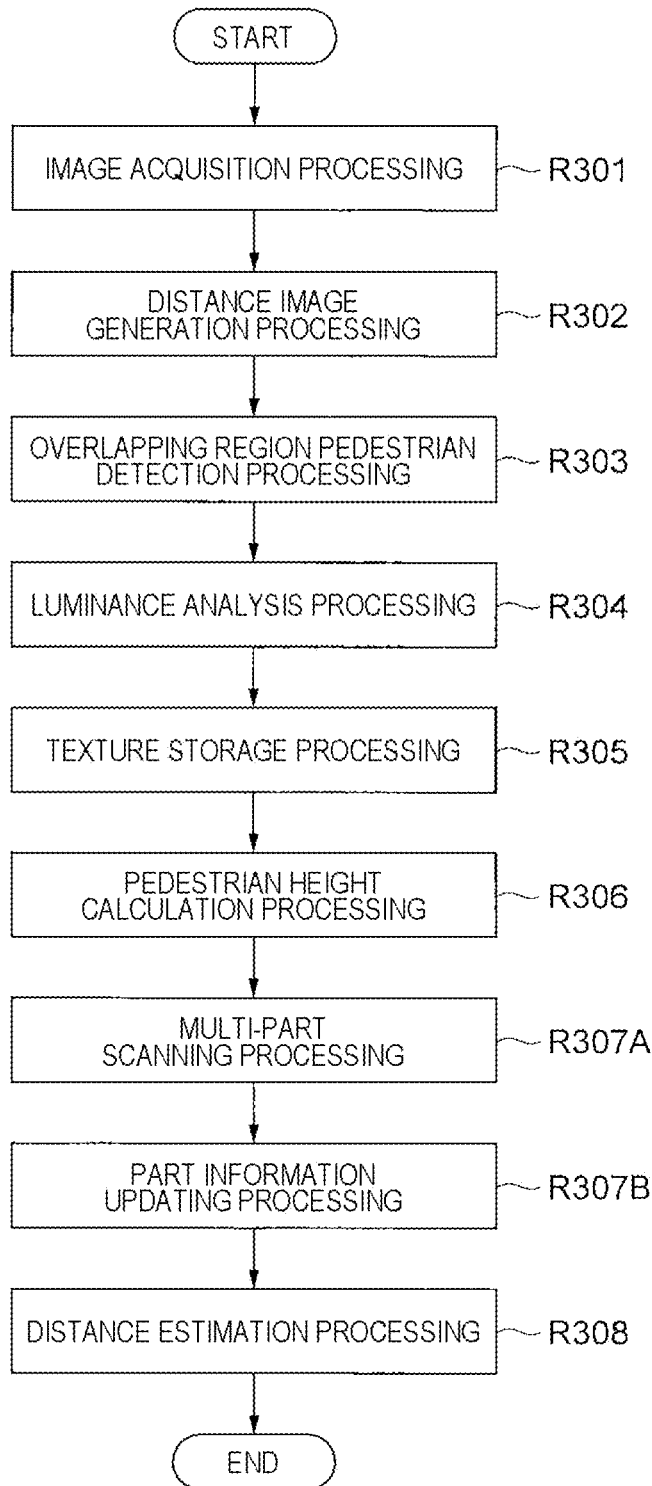 START
IMAGE ACQUISITION PROCESSING
R301
DISTANCE IMAGE
GENERATION PROCESSING
R302
OVERLAPPING REGION PEDESTRIAN
DETECTION PROCESSING
R303
LUMINANCE ANALYSIS PROCESSING
R304
TEXTURE STORAGE PROCESSING
R305
PEDESTRIAN HEIGHT
CALCULATION PROCESSING
R306
MULTI-PART
SCANNING PROCESSING
R307A
PART INFORMATION
UPDATING PROCESSING
R307B
DISTANCE ESTIMATION PROCESSING
R308
END